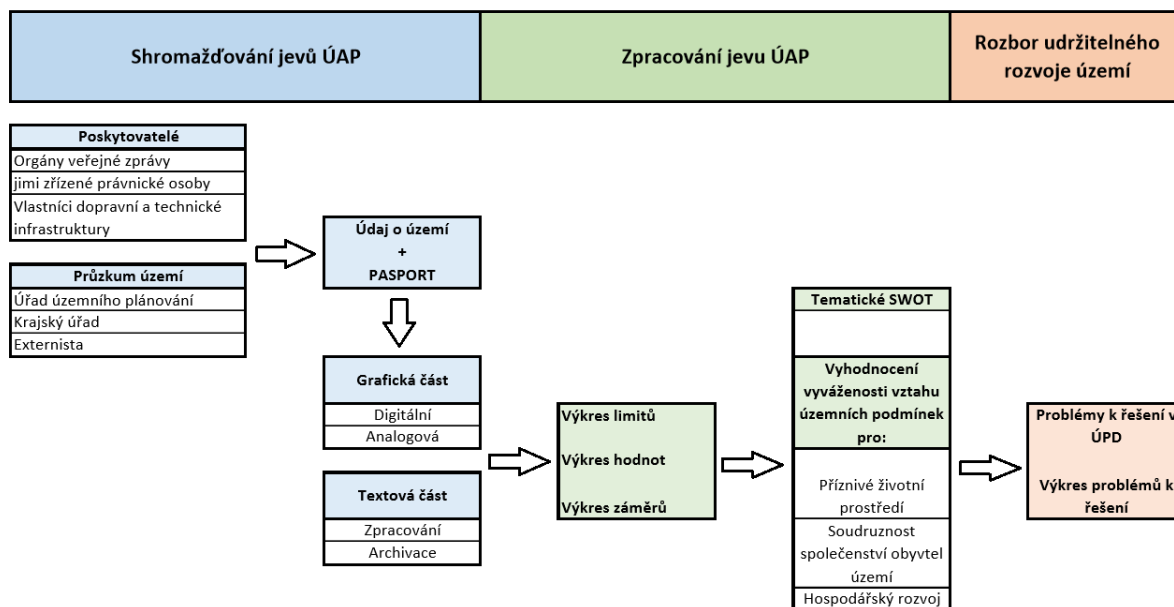 Shromažďování jevů ÚAP
Zpracování jevu ÚAP
Rozbor udržitelného
rozvoje území
Poskytovatelé
Orgány veřejné zprávy
jimi zřízené právnické osoby
Vlastníci dopravní a technické
infrastruktury
Průzkum území
Úřad územního plánování
Krajský úřad
Externista
Údaj o území
+
PASPORT
Grafická část
Digitální
Analogová
Textová část
Zpracování
Archivace
Výkres limitů
Výkres hodnot
Výkres záměrů
Tematické SWOT
Vyhodnocení
vyváženosti vztahu
územních podmínek
pro:
Příznivé životní
prostředí
Soudruznost
společenství obyvtel
území
Hospodářský rozvoj
Problémy k řešení v
ÚPD
Výkres problémů k
řešení